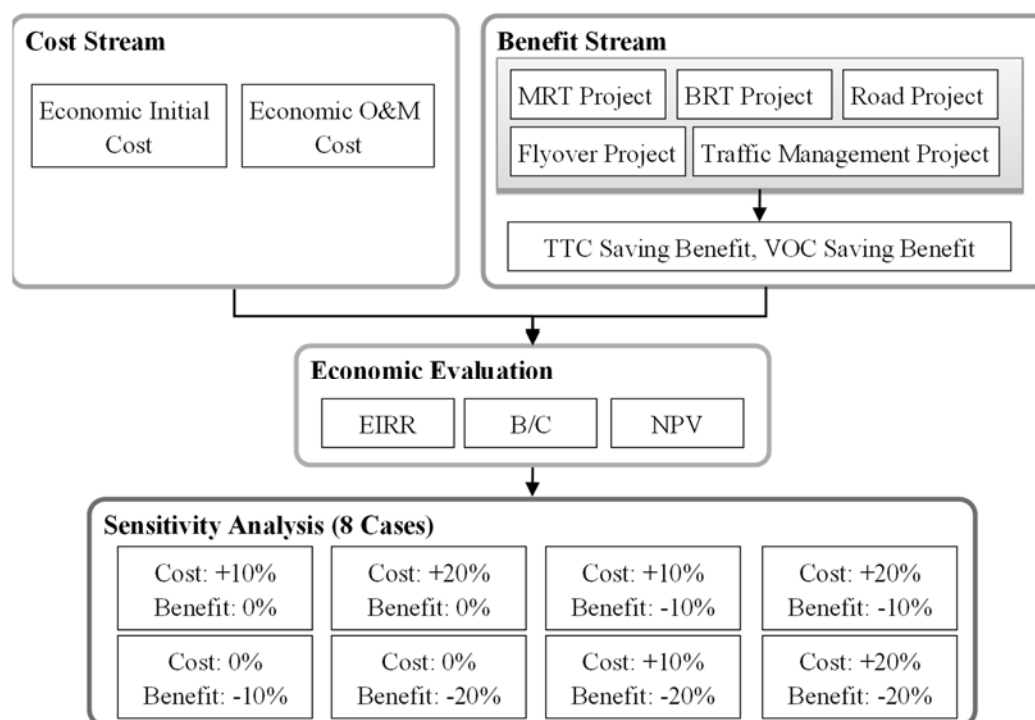 Cost Stream
Economic Initial
Cost
Economic O&M
Cost
Benefit Stream
MRT Project
BRT Project
Road Project
Flyover Project
Traffic Management Project
TTC Saving Benefit, VOC Saving Benefit
Economic Evaluation
EIRR
B/C
NPV
Sensitivity Analysis (8 Cases)
Cost: +10%
Benefit: 0%
Cost: +20%
Benefit: 0%
Cost: +10%
Benefit: -10%
Cost: +20%
Benefit: -10%
Cost: 0%
Benefit: -10%
Cost: 0%
Benefit: -20%
Cost: +10%
Benefit: -20%
Cost: +20%
Benefit: -20%